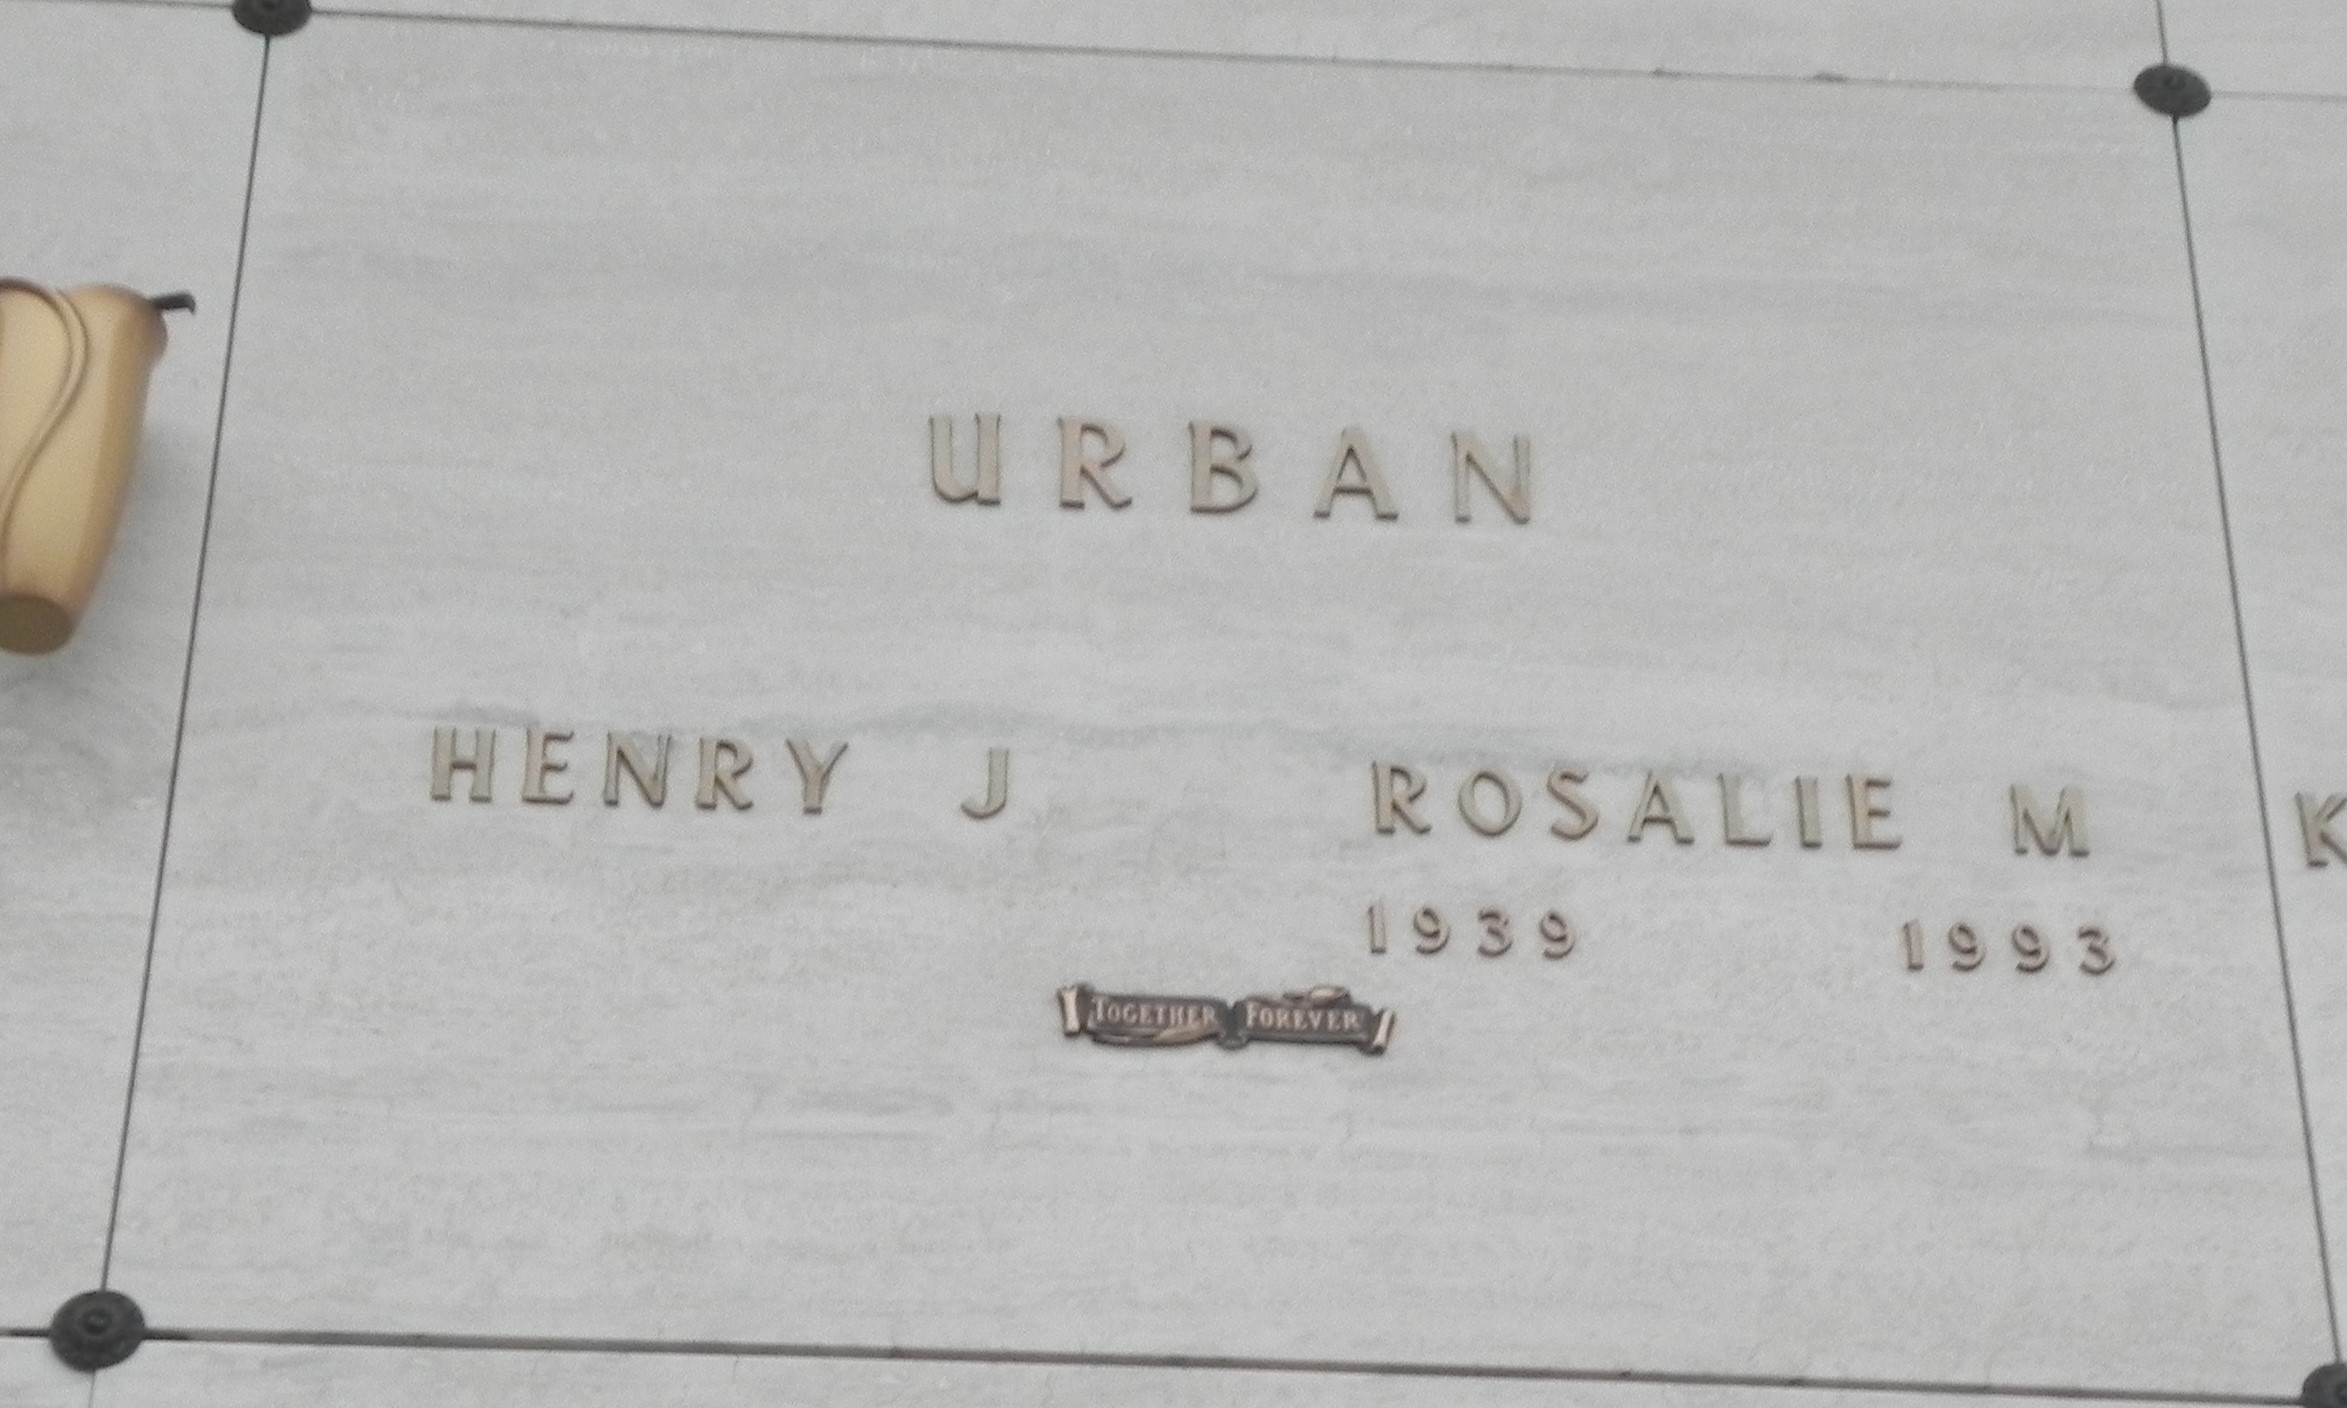 URBAN
HENRY J ROSALIE M
1939 1993
TOGETHER FOREVER
K